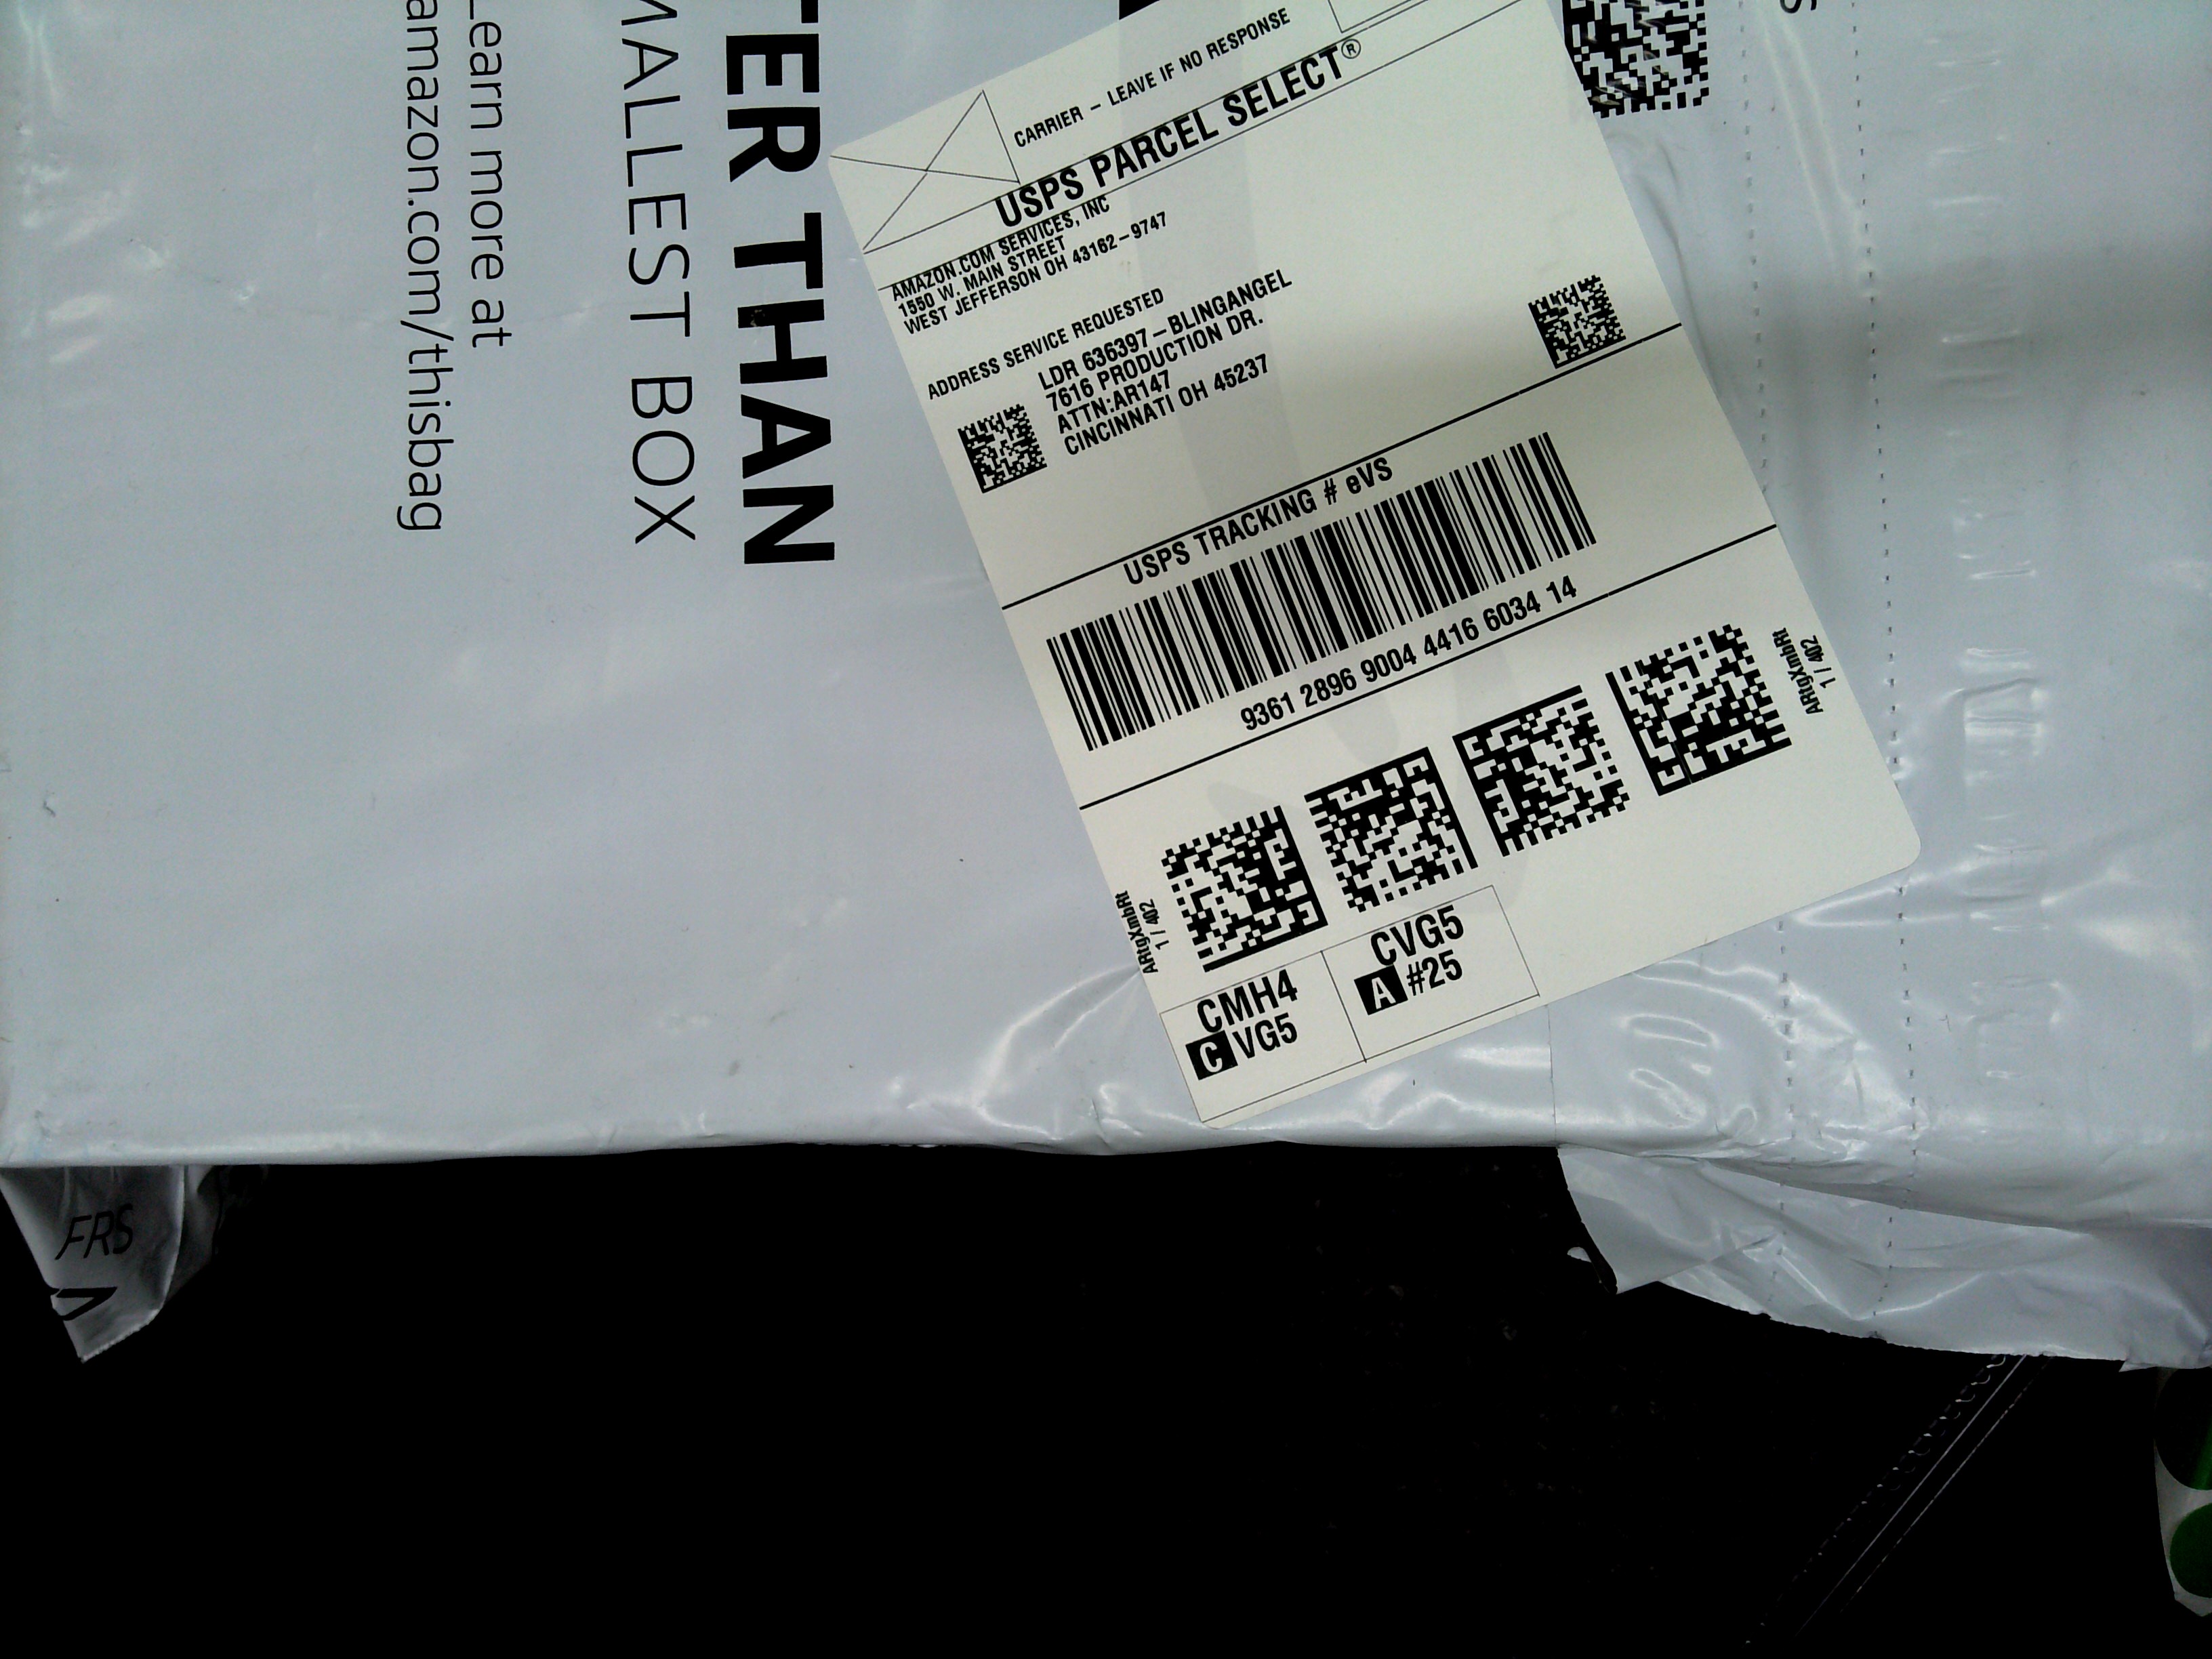 CARRIER – LEAVE IF NO RESPONSE
USPS PARCEL SELECT®
AMAZON.COM SERVICES, INC
1550 W. MAIN STREET
WEST JEFFERSON OH 43162-9747
ADDRESS SERVICE REQUESTED
LDR 636397-BLINGANGEL
7616 PRODUCTION DR.
ATTN:AR147
CINCINNATI OH 45237
USPS TRACKING # eVS
9361 2896 9004 4416 6034 14
ARtgXmbRt
1 / 402
ARtgXmbRt
1 / 402
CMH4
C VG5
CVG5
A #25
TER THAN
MALLEST BOX
Learn more at
amazon.com/thisbag
FRS